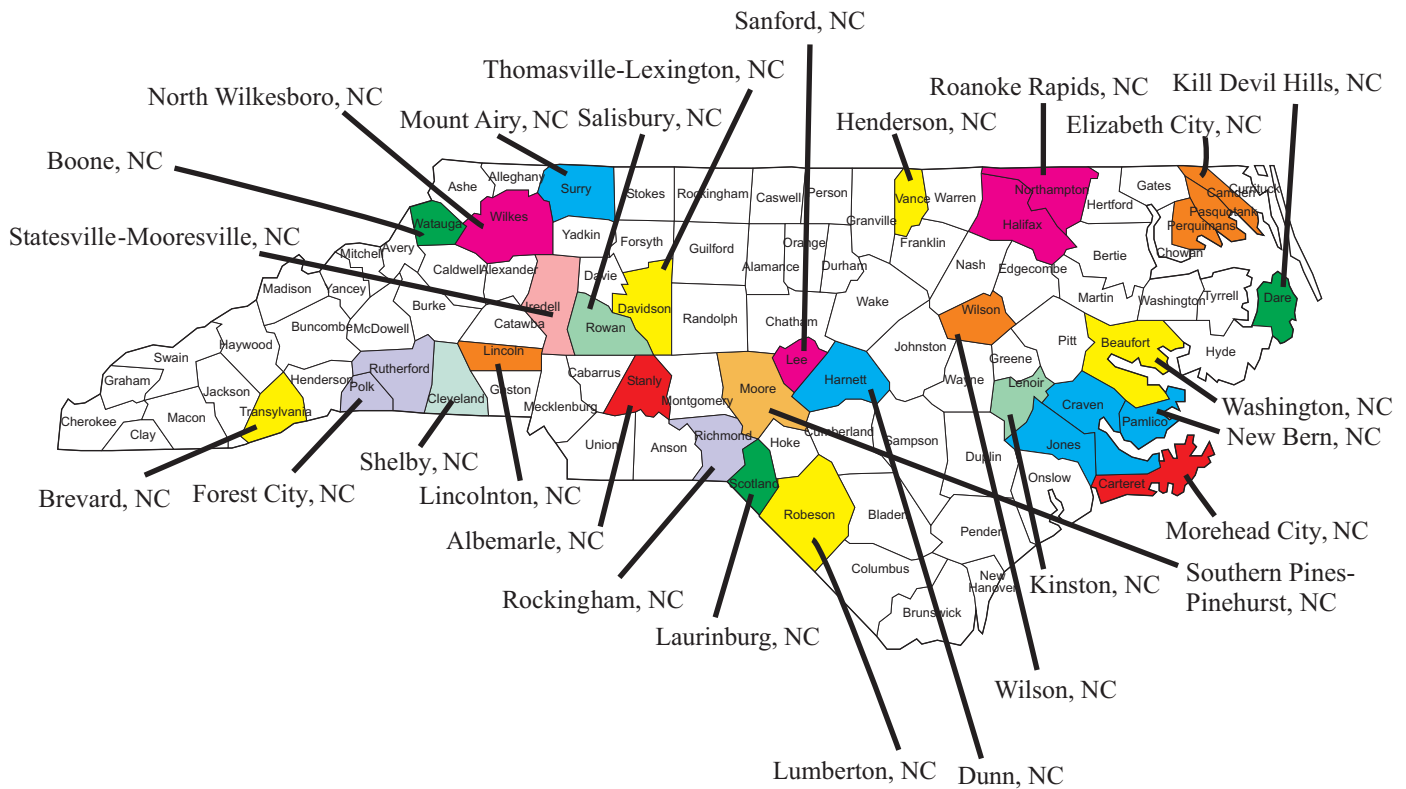 Sanford, NC
Thomasville-Lexington, NC
North Wilkesboro, NC
Roanoke Rapids, NC
Kill Devil Hills, NC
Mount Airy, NC
Salisbury, NC
Henderson, NC
Elizabeth City, NC
Boone, NC
Statesville-Mooresville, NC
Ashe
Alleghany
Surry
Stokes
Rockingham
Caswell
Person
Granville
Vance
Warren
Northampton
Halifax
Hertford
Gates
Camden
Currituck
Pasquotank
Perquimans
Chowan
Watauga
Wilkes
Yadkin
Forsyth
Guilford
Alamance
Orange
Durham
Franklin
Nash
Edgecombe
Bertie
Mitchell
Avery
Caldwell
Alexander
Iredell
Davie
Davidson
Randolph
Chatham
Wake
Wilson
Martin
Washington
Tyrrell
Dare
Madison
Yancey
Burke
Catawba
Rowan
Johnston
Greene
Pitt
Beaufort
Hyde
Swain
Haywood
Buncombe
McDowell
Lincoln
Cabarrus
Stanly
Montgomery
Moore
Lee
Harnett
Wayne
Lenoir
Craven
Pamlico
Graham
Jackson
Henderson
Polk
Rutherford
Cleveland
Gaston
Mecklenburg
Cherokee
Clay
Macon
Transylvania
Union
Anson
Richmond
Hoke
Cumberland
Sampson
Duplin
Jones
Onslow
Carteret
Scotland
Robeson
Bladen
Pender
Columbus
New
Hanover
Brunswick
Washington, NC
New Bern, NC
Shelby, NC
Brevard, NC
Forest City, NC
Lincolnton, NC
Albemarle, NC
Morehead City, NC
Rockingham, NC
Kinston, NC
Southern Pines-
Pinehurst, NC
Laurinburg, NC
Wilson, NC
Lumberton, NC
Dunn, NC